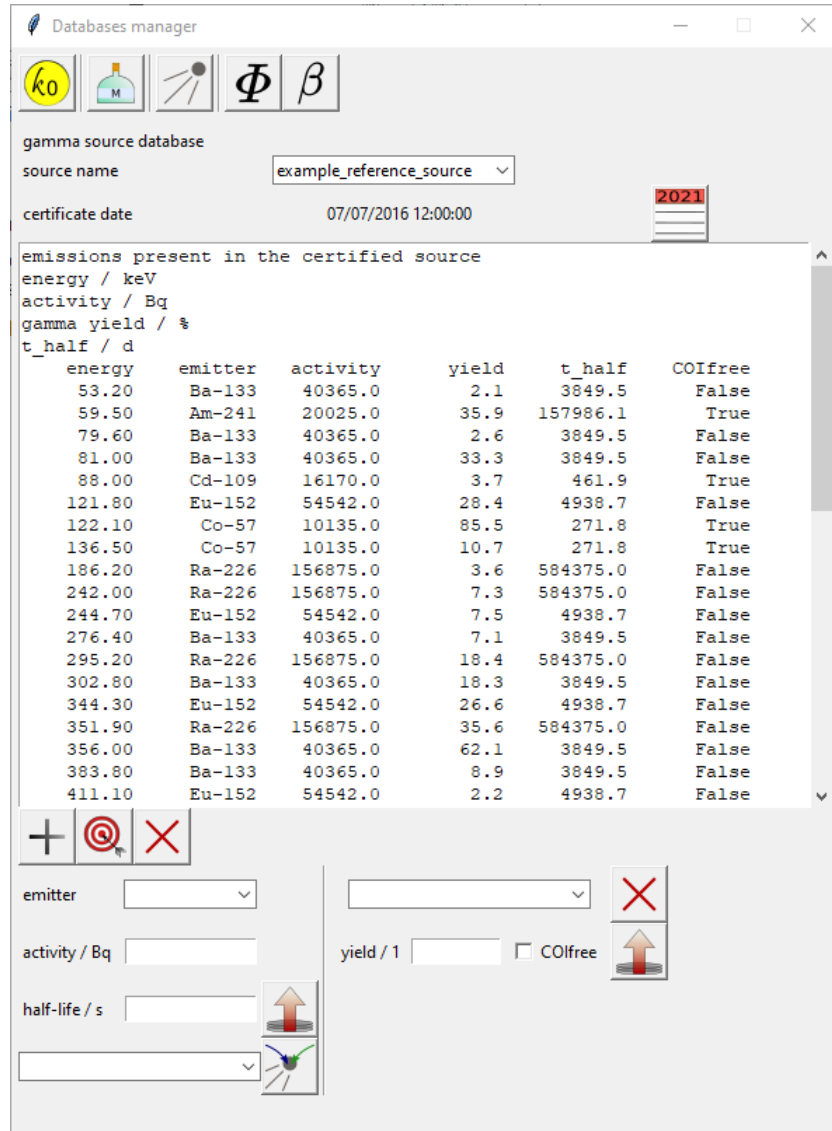 Databases manager
k0 M Φ β
gamma source database
source name example_reference_source
2021
certificate date 07/07/2016 12:00:00
emissions present in the certified source
energy / keV
activity / Bq
gamma yield / %
t_half / d
energy emitter activity yield t_half COIfree
53.20 Ba-133 40365.0 2.1 3849.5 False
59.50 Am-241 20025.0 35.9 157986.1 True
79.60 Ba-133 40365.0 2.6 3849.5 False
81.00 Ba-133 40365.0 33.3 3849.5 False
88.00 Cd-109 16170.0 3.7 461.9 True
121.80 Eu-152 54542.0 28.4 4938.7 False
122.10 Co-57 10135.0 85.5 271.8 True
136.50 Co-57 10135.0 10.7 271.8 True
186.20 Ra-226 156875.0 3.6 584375.0 False
242.00 Ra-226 156875.0 7.3 584375.0 False
244.70 Eu-152 54542.0 7.5 4938.7 False
276.40 Ba-133 40365.0 7.1 3849.5 False
295.20 Ra-226 156875.0 18.4 584375.0 False
302.80 Ba-133 40365.0 18.3 3849.5 False
344.30 Eu-152 54542.0 26.6 4938.7 False
351.90 Ra-226 156875.0 35.6 584375.0 False
356.00 Ba-133 40365.0 62.1 3849.5 False
383.80 Ba-133 40365.0 8.9 3849.5 False
411.10 Eu-152 54542.0 2.2 4938.7 False
emitter
activity / Bq yield / 1 COIfree
half-life / s